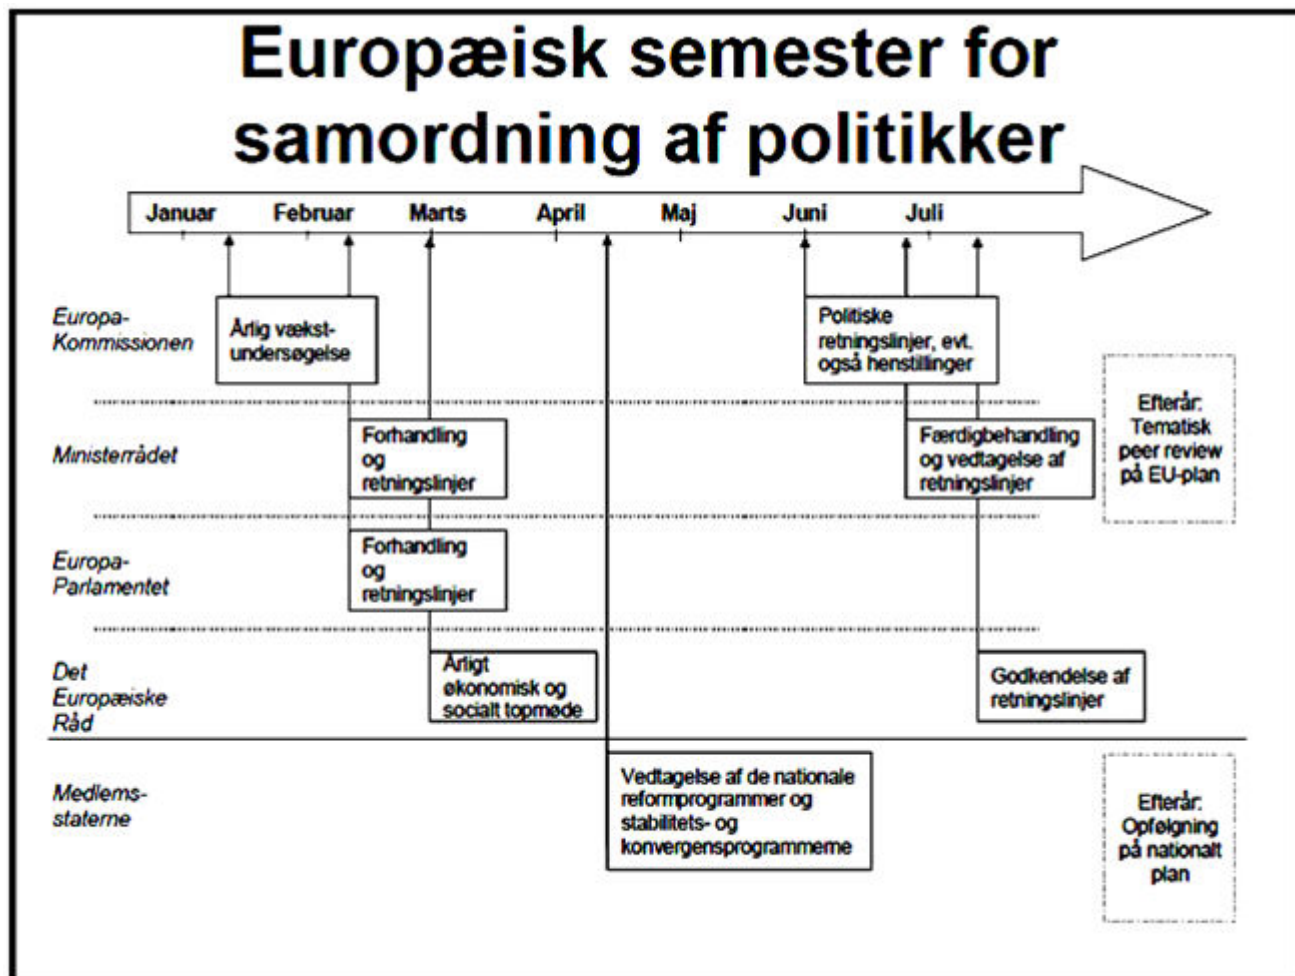 Europæisk semester for
samordning af politikker
Januar Februar Marts April Maj Juni Juli
Europa-
Kommissionen
Årlig vækst-
undersøgelse
Politiske
retningslinjer, evt.
også henstillinger
Efterår:
Tematisk
peer review
på EU-plan
Ministerrådet
Forhandling
og
retningslinjer
Færdigbehandling
og vedtagelse af
retningslinjer
Europa-
Parlamentet
Forhandling
og
retningslinjer
Det
Europæiske
Råd
Årligt
økonomisk og
socialt topmøde
Godkendelse af
retningslinjer
Medlems-
staterne
Vedtagelse af de nationale
reformprogrammer og
stabilitets- og
konvergensprogrammerne
Efterår:
Opfølgning
på nationalt
plan